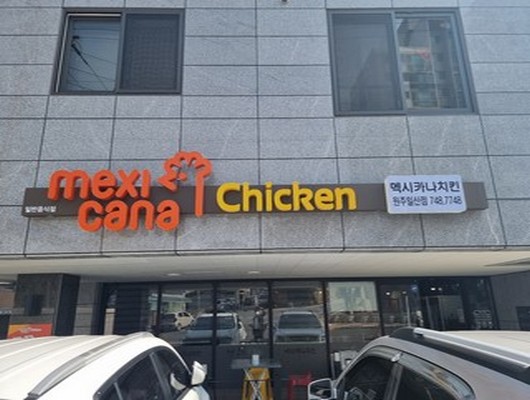 mexi
cana
Chicken
멕시카나치킨
원주일산점 748.7748
일반음식점